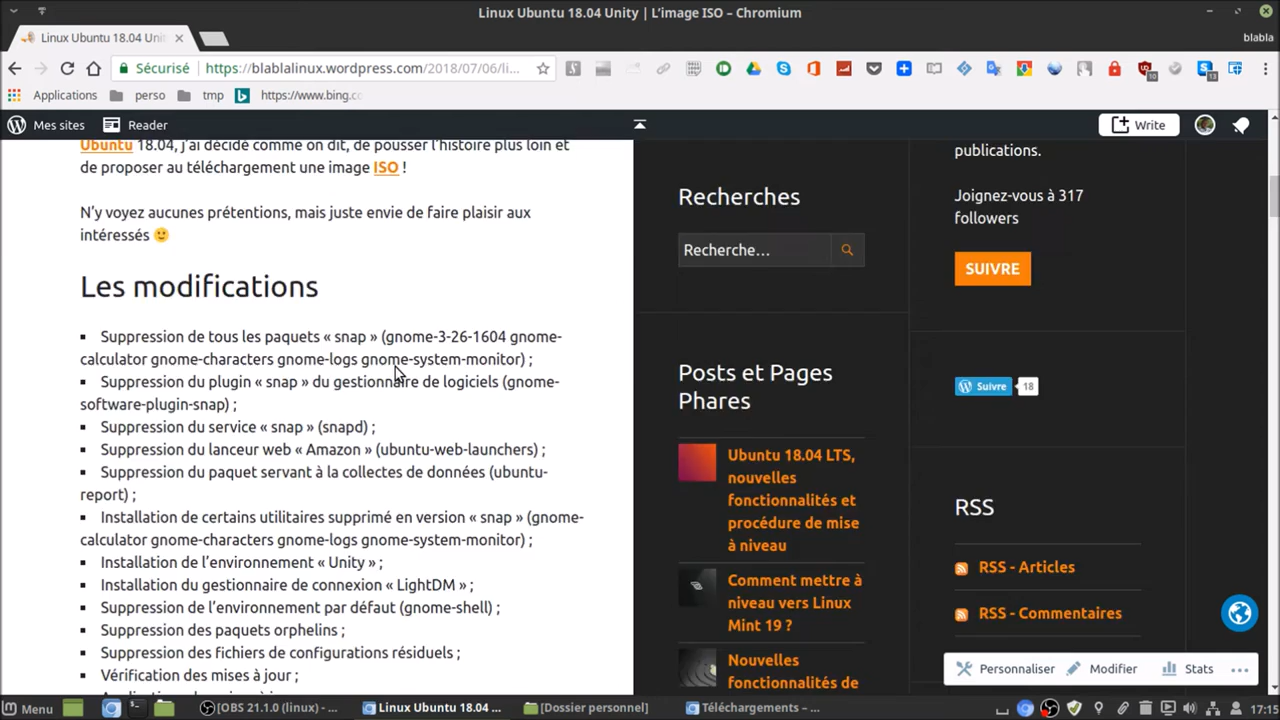 Linux Ubuntu 18.04 Unity | L'image ISO – Chromium
Linux Ubuntu 18.04 Unit
blabla
Sécurisé
https://blablalinux.wordpress.com/2018/07/06/li...
10
13
Applications
perso
tmp
https://www.bing.co
Mes sites
Reader
Write
Ubuntu 18.04, j'ai décidé comme on dit, de pousser l'histoire plus loin et
de proposer au téléchargement une image ISO !
N'y voyez aucunes prétentions, mais juste envie de faire plaisir aux
intéressés
Les modifications
Suppression de tous les paquets « snap » (gnome-3-26-1604 gnome-
calculator gnome-characters gnome-logs gnome-system-monitor) ;
Suppression du plugin « snap » du gestionnaire de logiciels (gnome-
software-plugin-snap) ;
Suppression du service « snap » (snapd) ;
Suppression du lanceur web « Amazon » (ubuntu-web-launchers) ;
Suppression du paquet servant à la collectes de données (ubuntu-
report) ;
Installation de certains utilitaires supprimé en version « snap » (gnome-
calculator gnome-characters gnome-logs gnome-system-monitor) ;
Installation de l'environnement « Unity » ;
Installation du gestionnaire de connexion « LightDM » ;
Suppression de l'environnement par défaut (gnome-shell) ;
Suppression des paquets orphelins ;
Suppression des fichiers de configurations résiduels ;
Vérification des mises à jour ;
Recherches
Recherche...
Posts et Pages
Phares
Ubuntu 18.04 LTS,
nouvelles
fonctionnalités et
procédure de mise
à niveau
Comment mettre à
niveau vers Linux
Mint 19 ?
Nouvelles
fonctionnalités de
publications.
Joignez-vous à 317
followers
SUIVRE
Suivre
18
RSS
RSS - Articles
RSS - Commentaires
Personnaliser
Modifier
Stats
Menu
[OBS 21.1.0 (linux) - ...
Linux Ubuntu 18.04 ...
[Dossier personnel]
Téléchargements – ...
17:15